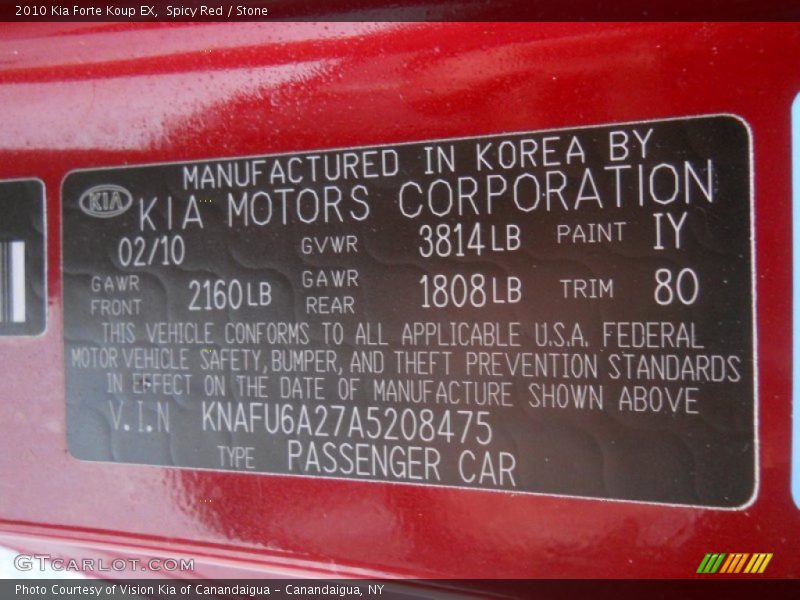 2010 Kia Forte Koup EX,  Spicy Red / Stone
MANUFACTURED IN KOREA BY
KIA KIA MOTORS CORPORATION
02/10 GVWR 3814LB PAINT IY
GAWR FRONT 2160LB GAWR REAR 1808LB TRIM 80
THIS VEHICLE CONFORMS TO ALL APPLICABLE U.S.A. FEDERAL
MOTOR VEHICLE SAFETY, BUMPER, AND THEFT PREVENTION STANDARDS
IN EFFECT ON THE DATE OF MANUFACTURE SHOWN ABOVE
V.I.N KNAFU6A27A5208475
TYPE PASSENGER CAR
GTCARLOT.COM
Photo Courtesy of Vision Kia of Canandaigua - Canandaigua, NY